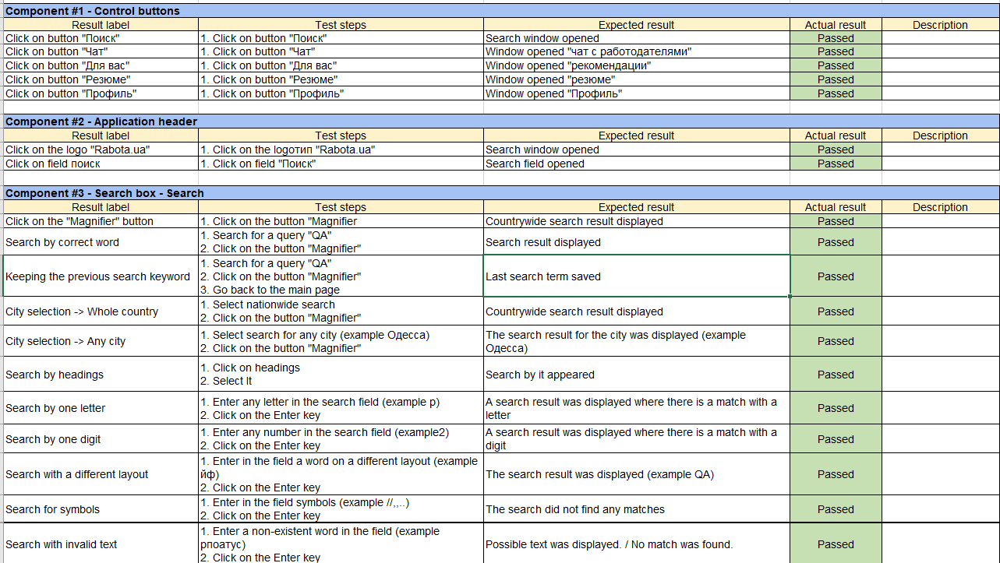 Component #1 - Control buttons
Result label Test steps Expected result Actual result Description
Click on button "Поиск" 1. Click on button "Поиск" Search window opened Passed
Click on button "Чат" 1. Click on button "Чат" Window opened "чат с работодателями" Passed
Click on button "Для вас" 1. Click on button "Для вас" Window opened "рекомендации" Passed
Click on button "Резюме" 1. Click on button "Резюме" Window opened "резюме" Passed
Click on button "Профиль" 1. Click on button "Профиль" Window opened "Профиль" Passed
Component #2 - Application header
Result label Test steps Expected result Actual result Description
Click on the logo "Rabota.ua" 1. Click on the logотип "Rabota.ua" Search window opened Passed
Click on field поиск 1. Click on field "Поиск" Search field opened Passed
Component #3 - Search box - Search
Result label Test steps Expected result Actual result Description
Click on the "Magnifier" button 1. Click on the button "Magnifier Countrywide search result displayed Passed
Search by correct word
1. Search for a query "QA"
2. Click on the button "Magnifier"
Search result displayed
Passed
Keeping the previous search keyword
1. Search for a query "QA"
2. Click on the button "Magnifier"
3. Go back to the main page
Last search term saved
Passed
City selection -> Whole country
1. Select nationwide search
2. Click on the button "Magnifier"
Countrywide search result displayed
Passed
City selection -> Any city
1. Select search for any city (example Одесса)
2. Click on the button "Magnifier"
The search result for the city was displayed (example
Одесса)
Passed
Search by headings
1. Click on headings
2. Select It
Search by it appeared
Passed
Search by one letter
1. Enter any letter in the search field (example p)
2. Click on the Enter key
A search result was displayed where there is a match with a
letter
Passed
Search by one digit
1. Enter any number in the search field (example2)
2. Click on the Enter key
A search result was displayed where there is a match with a
digit
Passed
Search with a different layout
1. Enter in the field a word on a different layout (example
йф)
2. Click on the Enter key
The search result was displayed (example QA)
Passed
Search for symbols
1. Enter in the field symbols (example //,,..)
2. Click on the Enter key
The search did not find any matches
Passed
Search with invalid text
1. Enter a non-existent word in the field (example
рпоатус)
2. Click on the Enter key
Possible text was displayed. / No match was found.
Passed